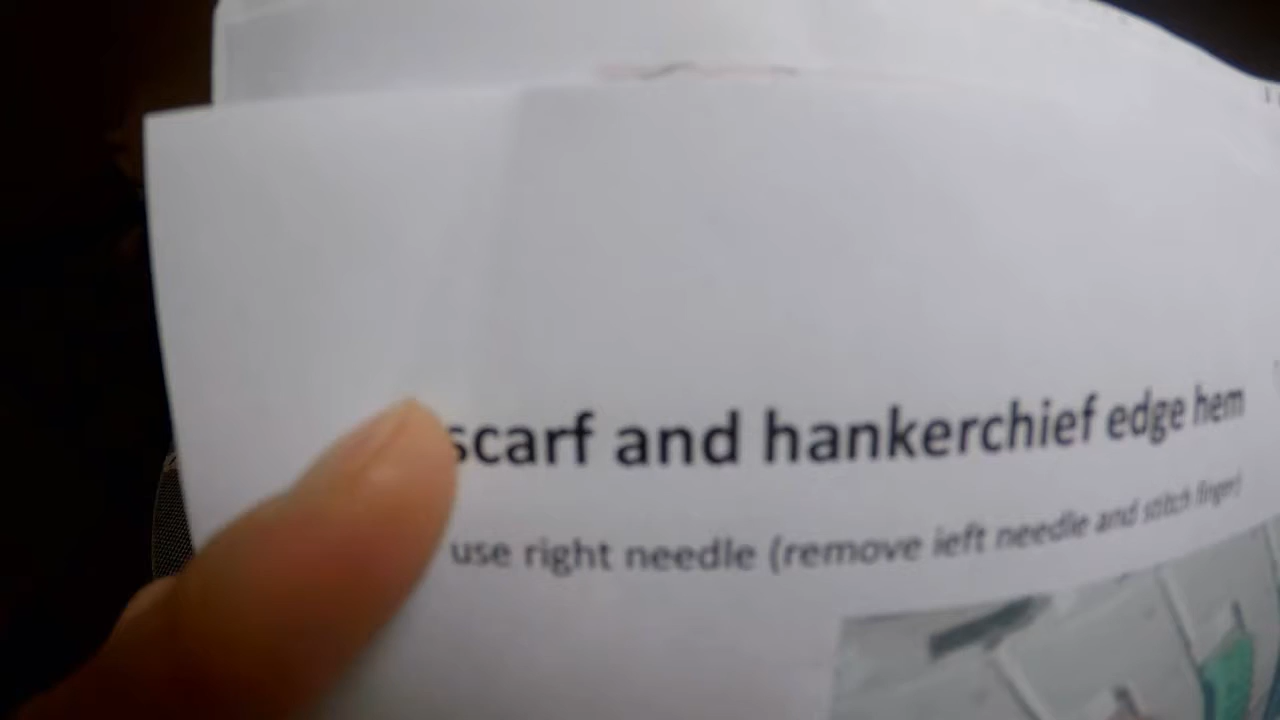 scarf and hankerchief edge hem
use right needle (remove left needle and stitch finger)